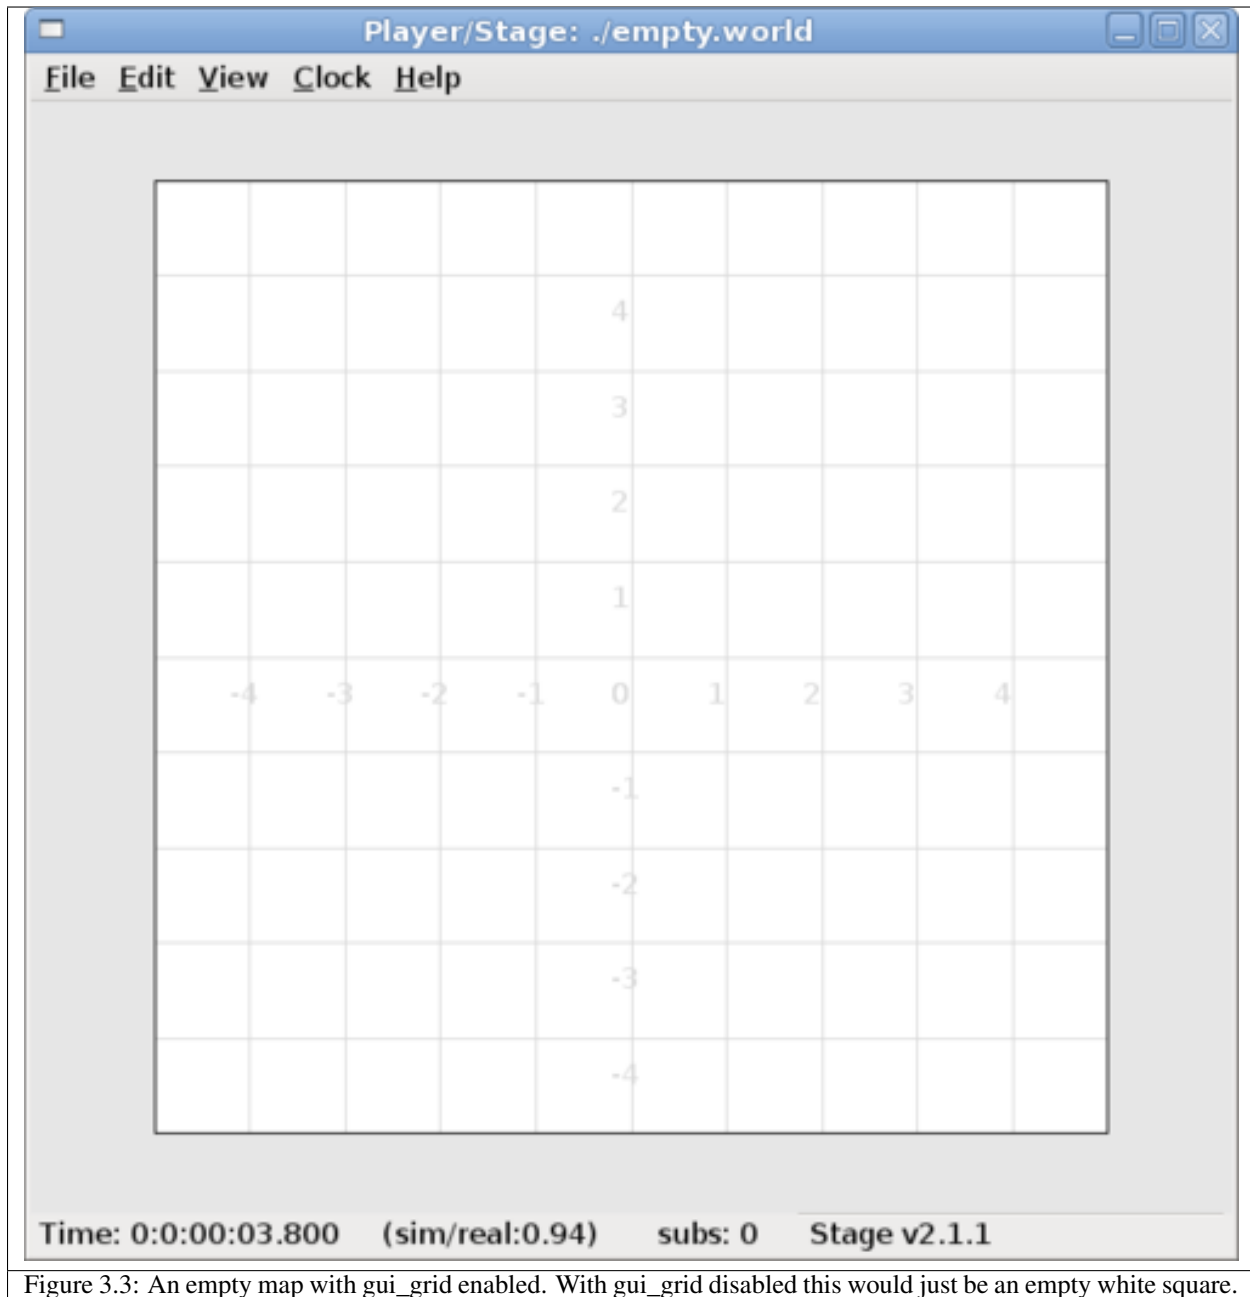 Player/Stage: ./empty.world
File Edit View Clock Help
4
3
2
1
-4 -3 -2 -1 0 1 2 3 4
-1
-2
-3
-4
Time: 0:0:00:03.800 (sim/real:0.94) subs: 0 Stage v2.1.1
Figure 3.3: An empty map with gui_grid enabled. With gui_grid disabled this would just be an empty white square.